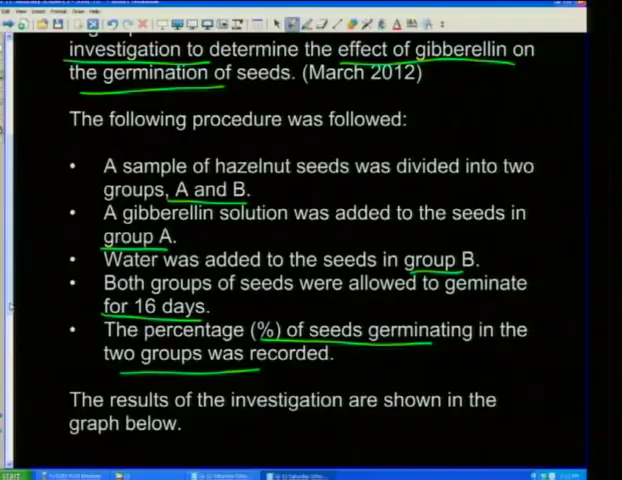 investigation to determine the effect of gibberellin on
the germination of seeds. (March 2012)
The following procedure was followed:
• A sample of hazelnut seeds was divided into two
groups, A and B.
• A gibberellin solution was added to the seeds in
group A.
• Water was added to the seeds in group B.
• Both groups of seeds were allowed to geminate
for 16 days.
• The percentage (%) of seeds germinating in the
two groups was recorded.
The results of the investigation are shown in the
graph below.
start